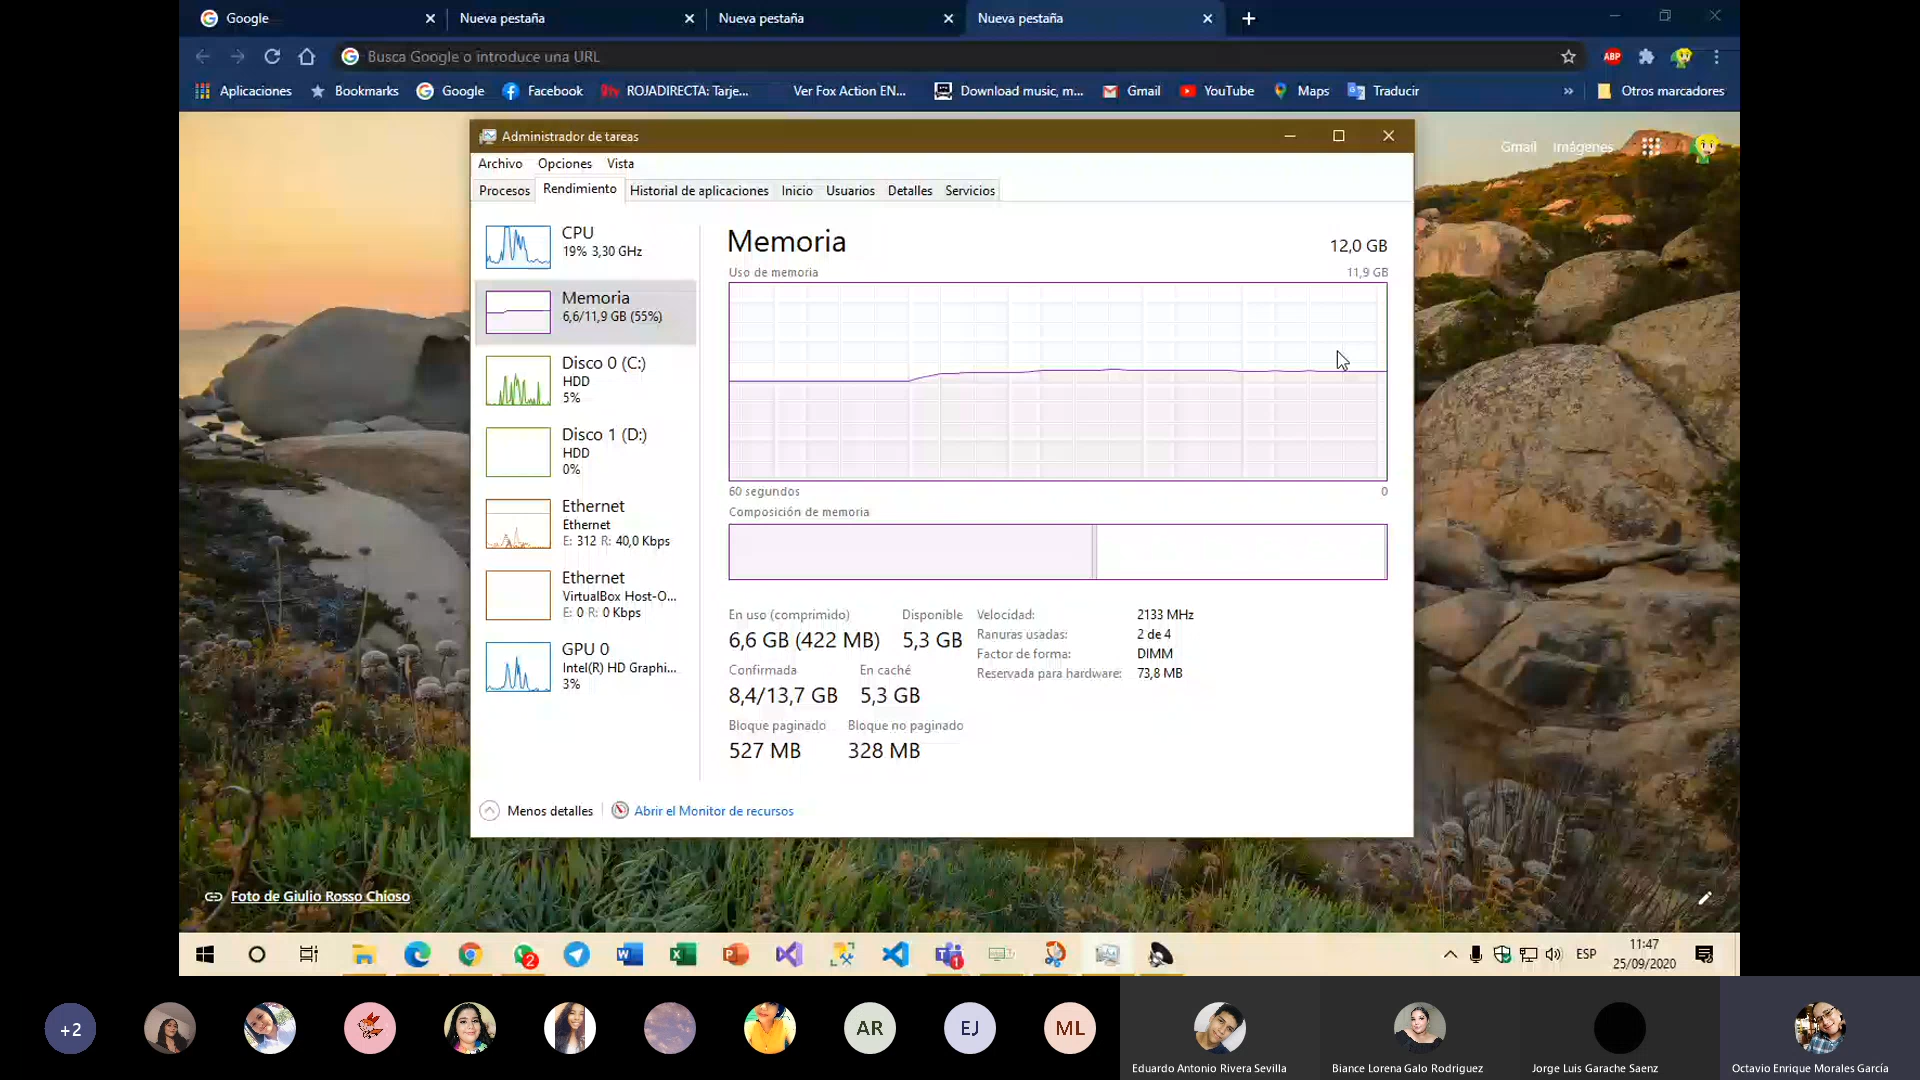 Google
Nueva pestaña
Nueva pestaña
Nueva pestaña
Busca Google o introduce una URL
ABP
Aplicaciones
Bookmarks
Google
Facebook
ROJADIRECTA: Tarje...
Ver Fox Action EN...
Download music, m...
Gmail
YouTube
Maps
Traducir
»
Otros marcadores
Gmail
Imágenes
Administrador de tareas
Archivo Opciones Vista
Procesos Rendimiento Historial de aplicaciones Inicio Usuarios Detalles Servicios
CPU
19% 3,30 GHz
Memoria
6,6/11,9 GB (55%)
Disco 0 (C:)
HDD
5%
Disco 1 (D:)
HDD
0%
Ethernet
Ethernet
E: 312 R: 40,0 Kbps
Ethernet
VirtualBox Host-O...
E: 0 R: 0 Kbps
GPU 0
Intel(R) HD Graphi...
3%
Memoria
12,0 GB
Uso de memoria
11,9 GB
60 segundos
0
Composición de memoria
En uso (comprimido)
6,6 GB (422 MB)
Disponible
5,3 GB
Confirmada
8,4/13,7 GB
En caché
5,3 GB
Bloque paginado
527 MB
Bloque no paginado
328 MB
Velocidad: 2133 MHz
Ranuras usadas: 2 de 4
Factor de forma: DIMM
Reservada para hardware: 73,8 MB
Menos detalles
Abrir el Monitor de recursos
Foto de Giulio Rosso Chioso
2
1
ESP
11:47
25/09/2020
+2
AR
EJ
ML
Eduardo Antonio Rivera Sevilla
Biance Lorena Galo Rodriguez
Jorge Luis Garache Saenz
Octavio Enrique Morales García